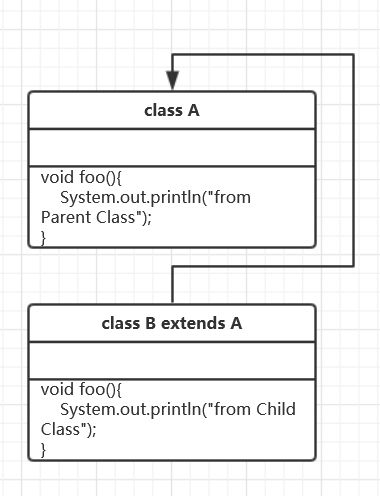 class A
void foo(){
System.out.println("from
Parent Class");
}
class B extends A
void foo(){
System.out.println("from Child
Class");
}